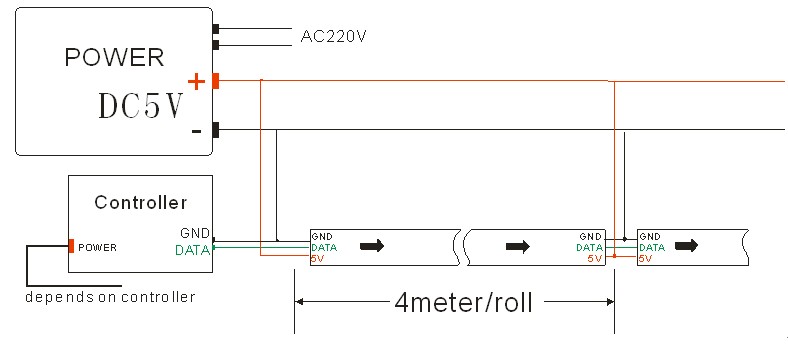 AC220V
POWER
+
DC5V
-
Controller
GND
POWER
DATA
depends on controller
GND
DATA
5V
GND
DATA
5V
GND
DATA
5V
4meter/roll